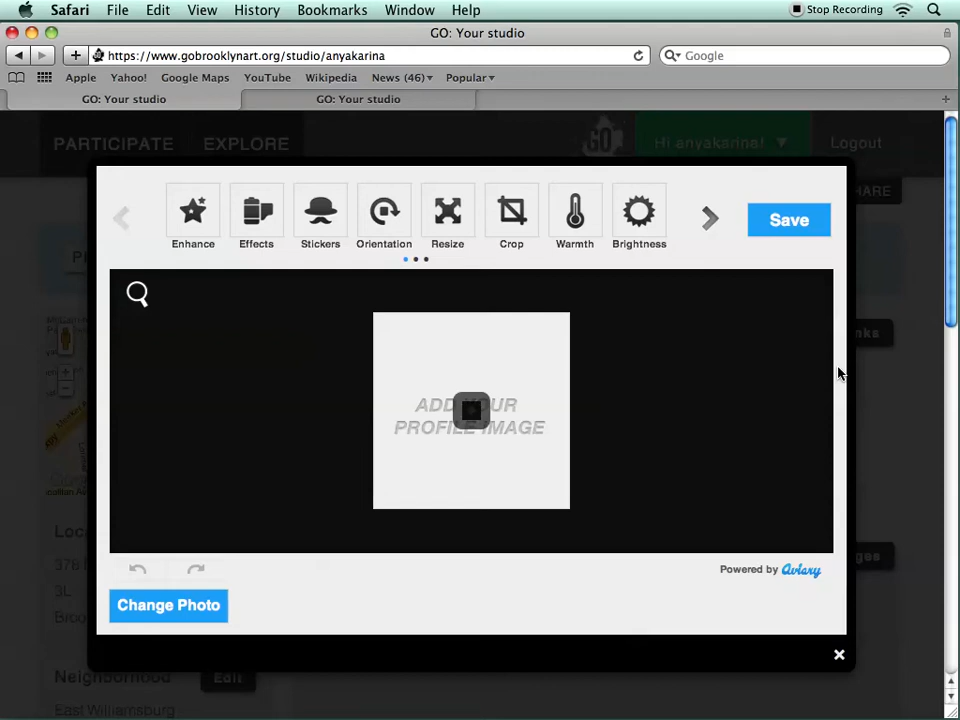 Safari File Edit View History Bookmarks Window Help Stop Recording
GO: Your studio
https://www.gobrooklynart.org/studio/anyakarina Google
Apple Yahoo! Google Maps YouTube Wikipedia News (46) Popular
GO: Your studio GO: Your studio
PARTICIPATE EXPLORE GO Hi anyakarina! Logout
Enhance Effects Stickers Orientation Resize Crop Warmth Brightness
Save
ADD YOUR
PROFILE IMAGE
Powered by Aviary
Change Photo
378
3L
Neighborhood Edit
East Williamsburg